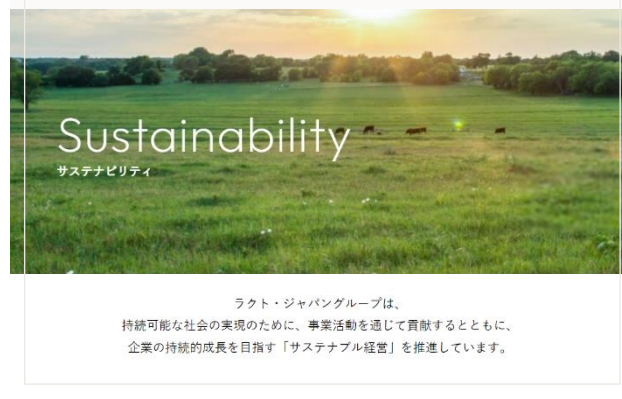 Sustainability
サステナビリティ
ラクト・ジャパングループは、
持続可能な社会の実現のために、事業活動を通じて貢献するとともに、
企業の持続的成長を目指す「サステナブル経営」を推進しています。